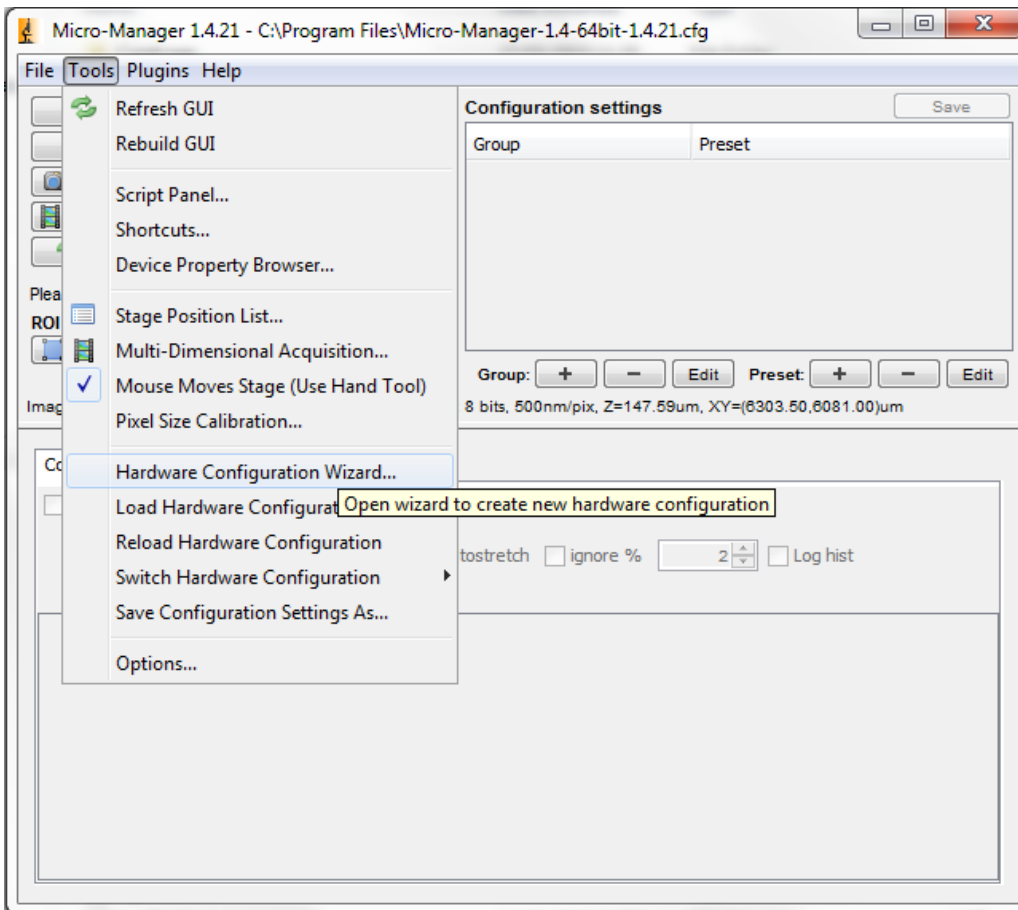 Micro-Manager 1.4.21 - C:\Program Files\Micro-Manager-1.4-64bit-1.4.21.cfg
File Tools Plugins Help
Refresh GUI
Rebuild GUI
Script Panel...
Shortcuts...
Device Property Browser...
Stage Position List...
Multi-Dimensional Acquisition...
Mouse Moves Stage (Use Hand Tool)
Pixel Size Calibration...
Hardware Configuration Wizard...
Load Hardware Configurat
Open wizard to create new hardware configuration
Reload Hardware Configuration
Switch Hardware Configuration
Save Configuration Settings As...
Options...
Configuration settings Save
Group Preset
Group: + - Edit Preset: + - Edit
8 bits, 500nm/pix, Z=147.59um, XY=(6303.50,6081.00)um
Plea
ROI
Imag
Co
tostretch ignore % 2 Log hist